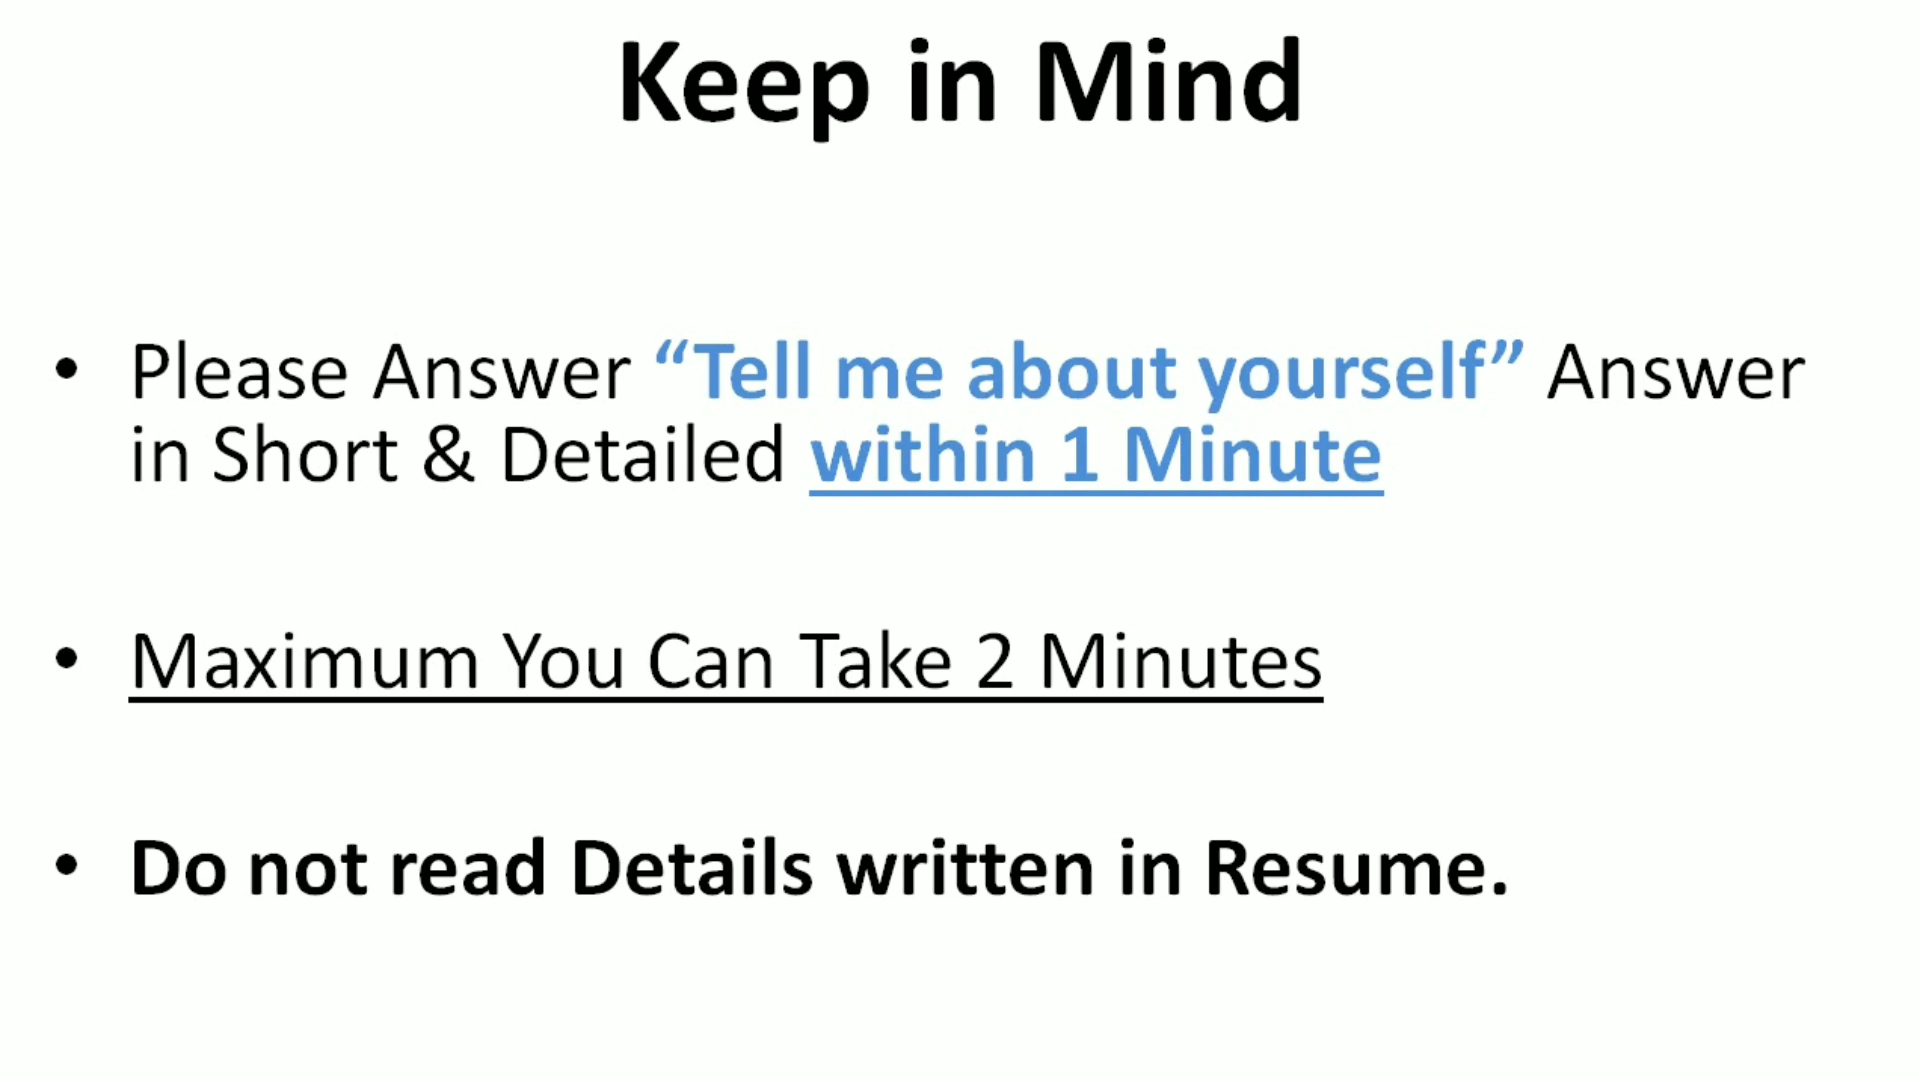 Keep in Mind
• Please Answer “Tell me about yourself” Answer
in Short & Detailed within 1 Minute
• Maximum You Can Take 2 Minutes
• Do not read Details written in Resume.